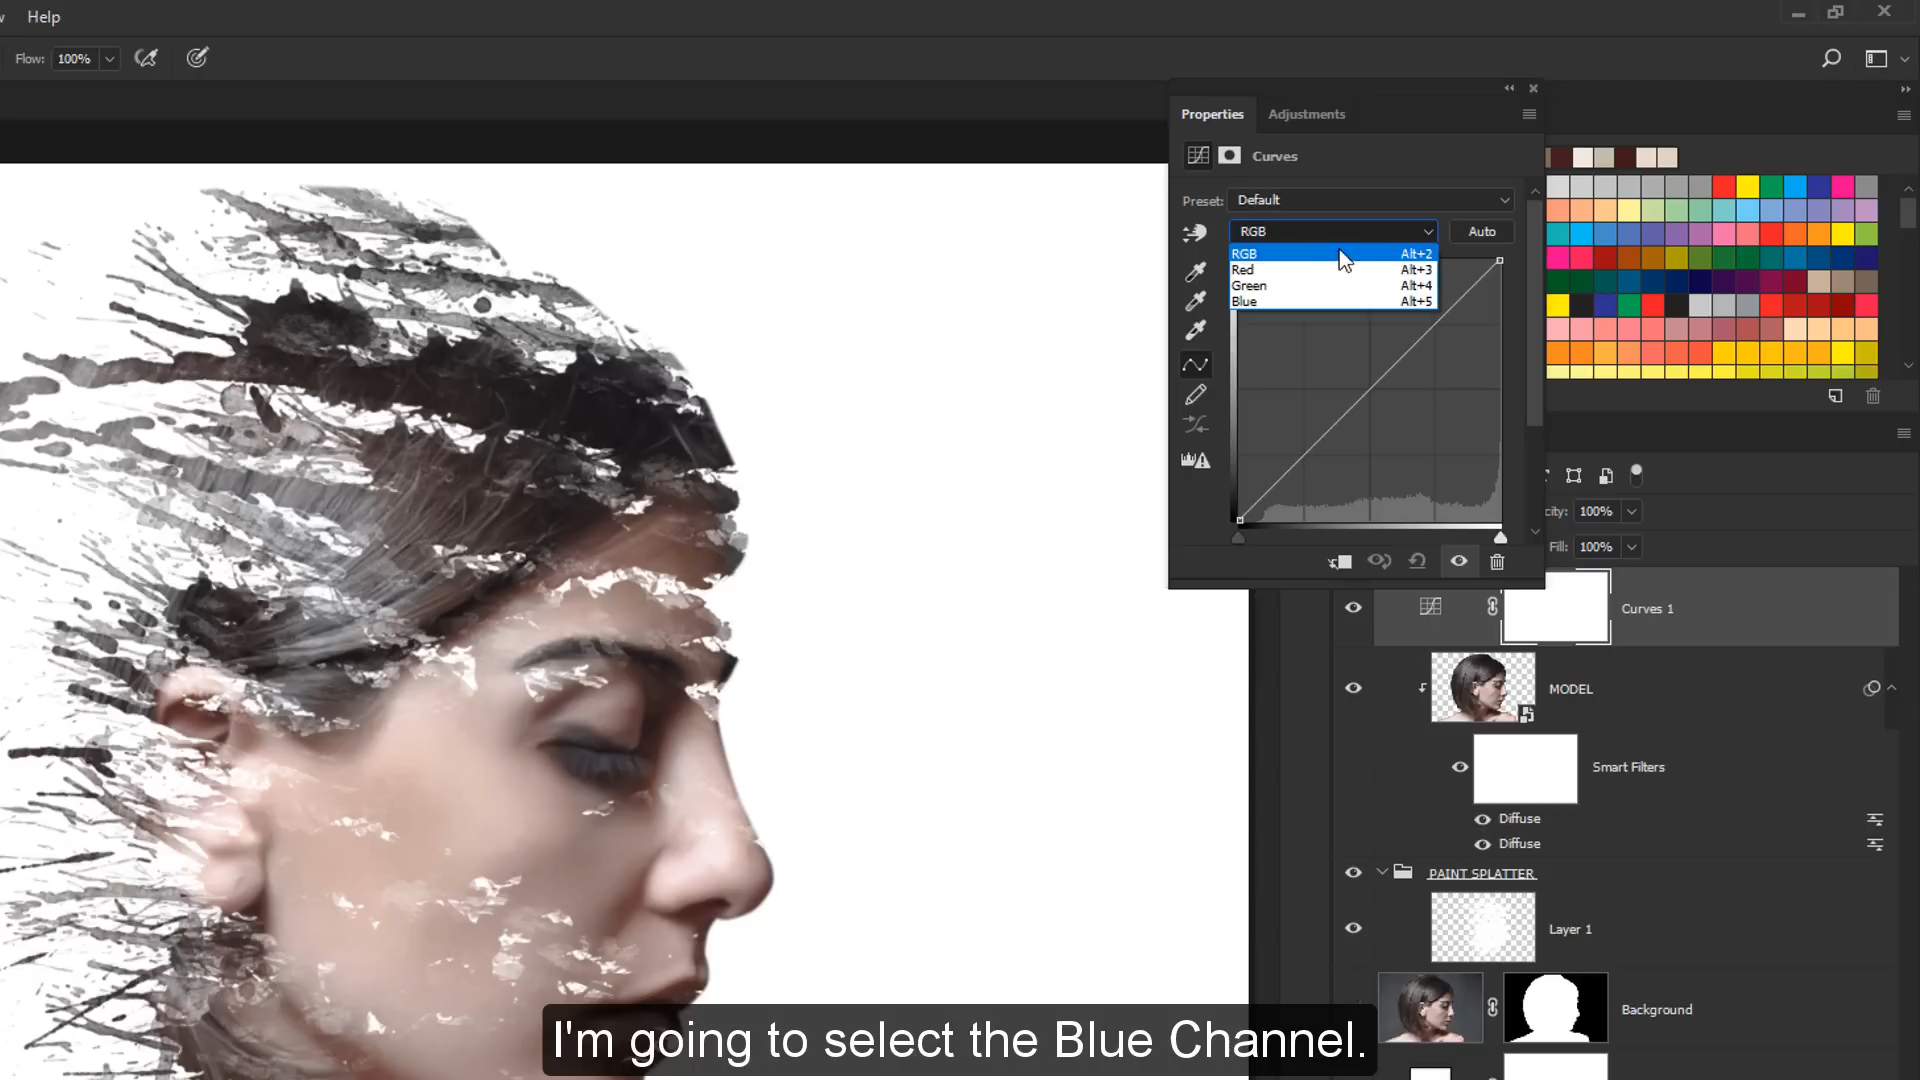 Help
Flow: 100%
Properties Adjustments
Curves
Preset: Default
RGB Auto
RGB Alt+2
Red Alt+3
Green Alt+4
Blue Alt+5
100%
Fill: 100%
Curves 1
MODEL
Smart Filters
Diffuse
Diffuse
PAINT SPLATTER
Layer 1
Background
I'm going to select the Blue Channel.